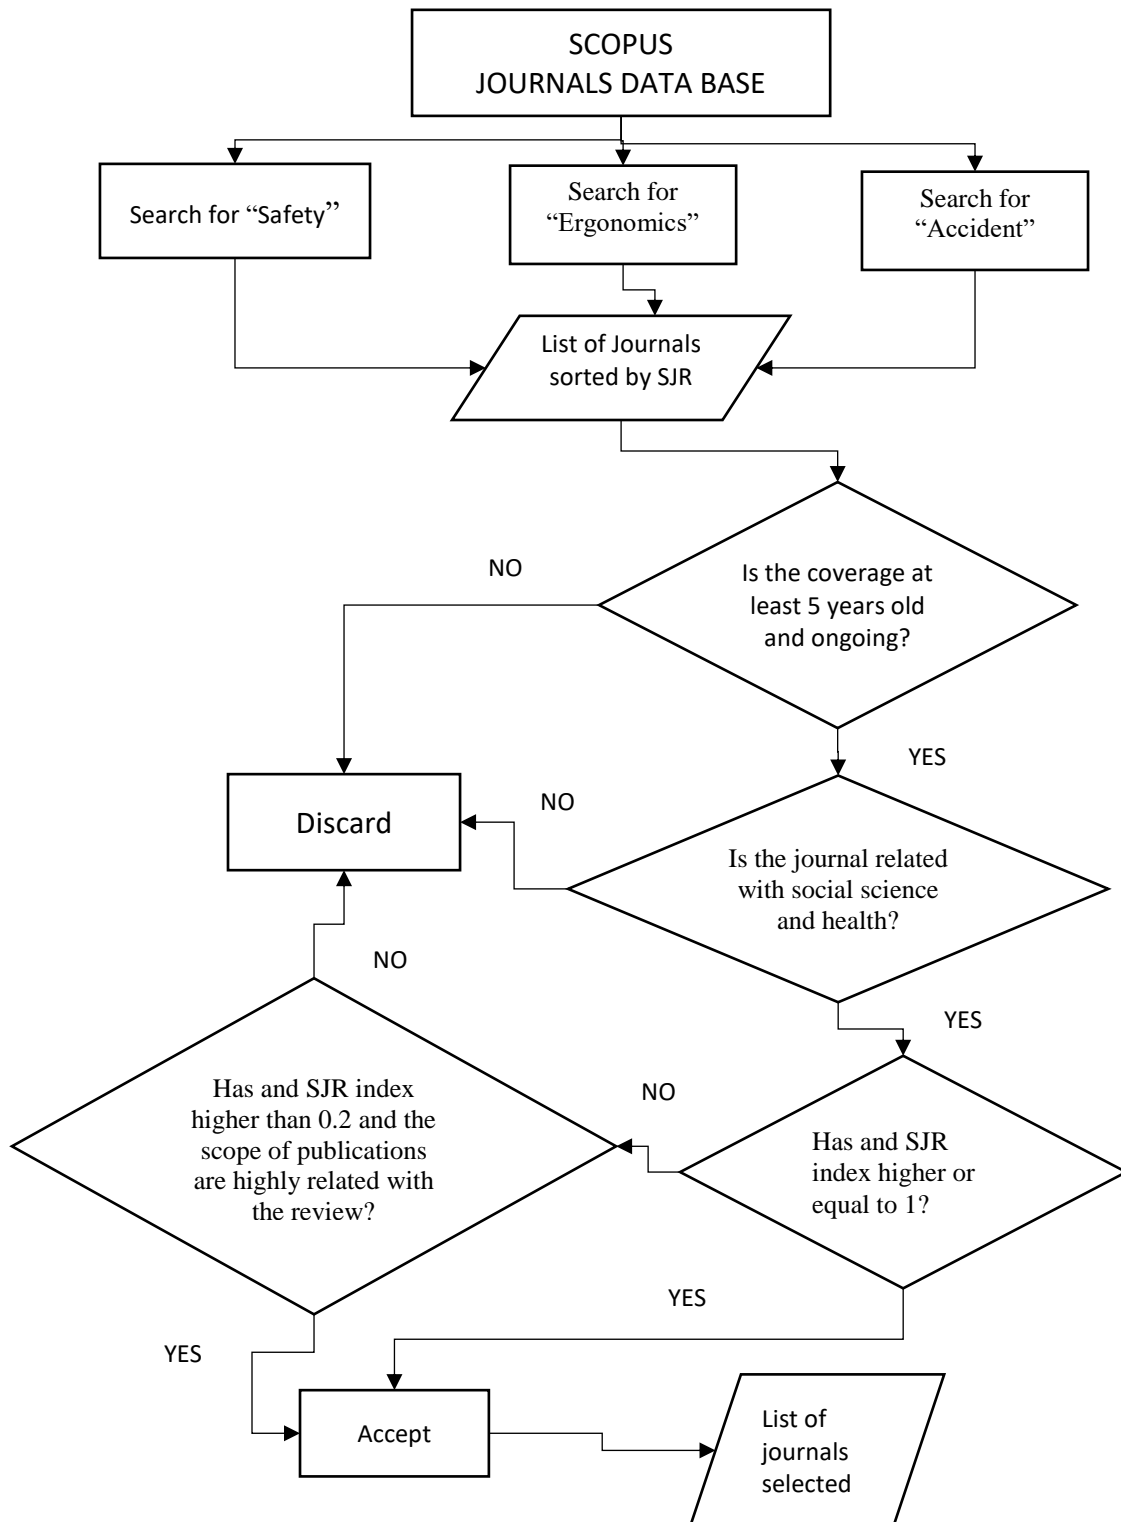 SCOPUS
JOURNALS DATA BASE
Search for “Safety”
Search for
“Ergonomics”
Search for
“Accident”
List of Journals
sorted by SJR
NO
Is the coverage at
least 5 years old
and ongoing?
YES
Discard
NO
Is the journal related
with social science
and health?
NO
YES
Has and SJR index
higher than 0.2 and the
scope of publications
are highly related with
the review?
NO
Has and SJR
index higher or
equal to 1?
YES
YES
Accept
List of
journals
selected